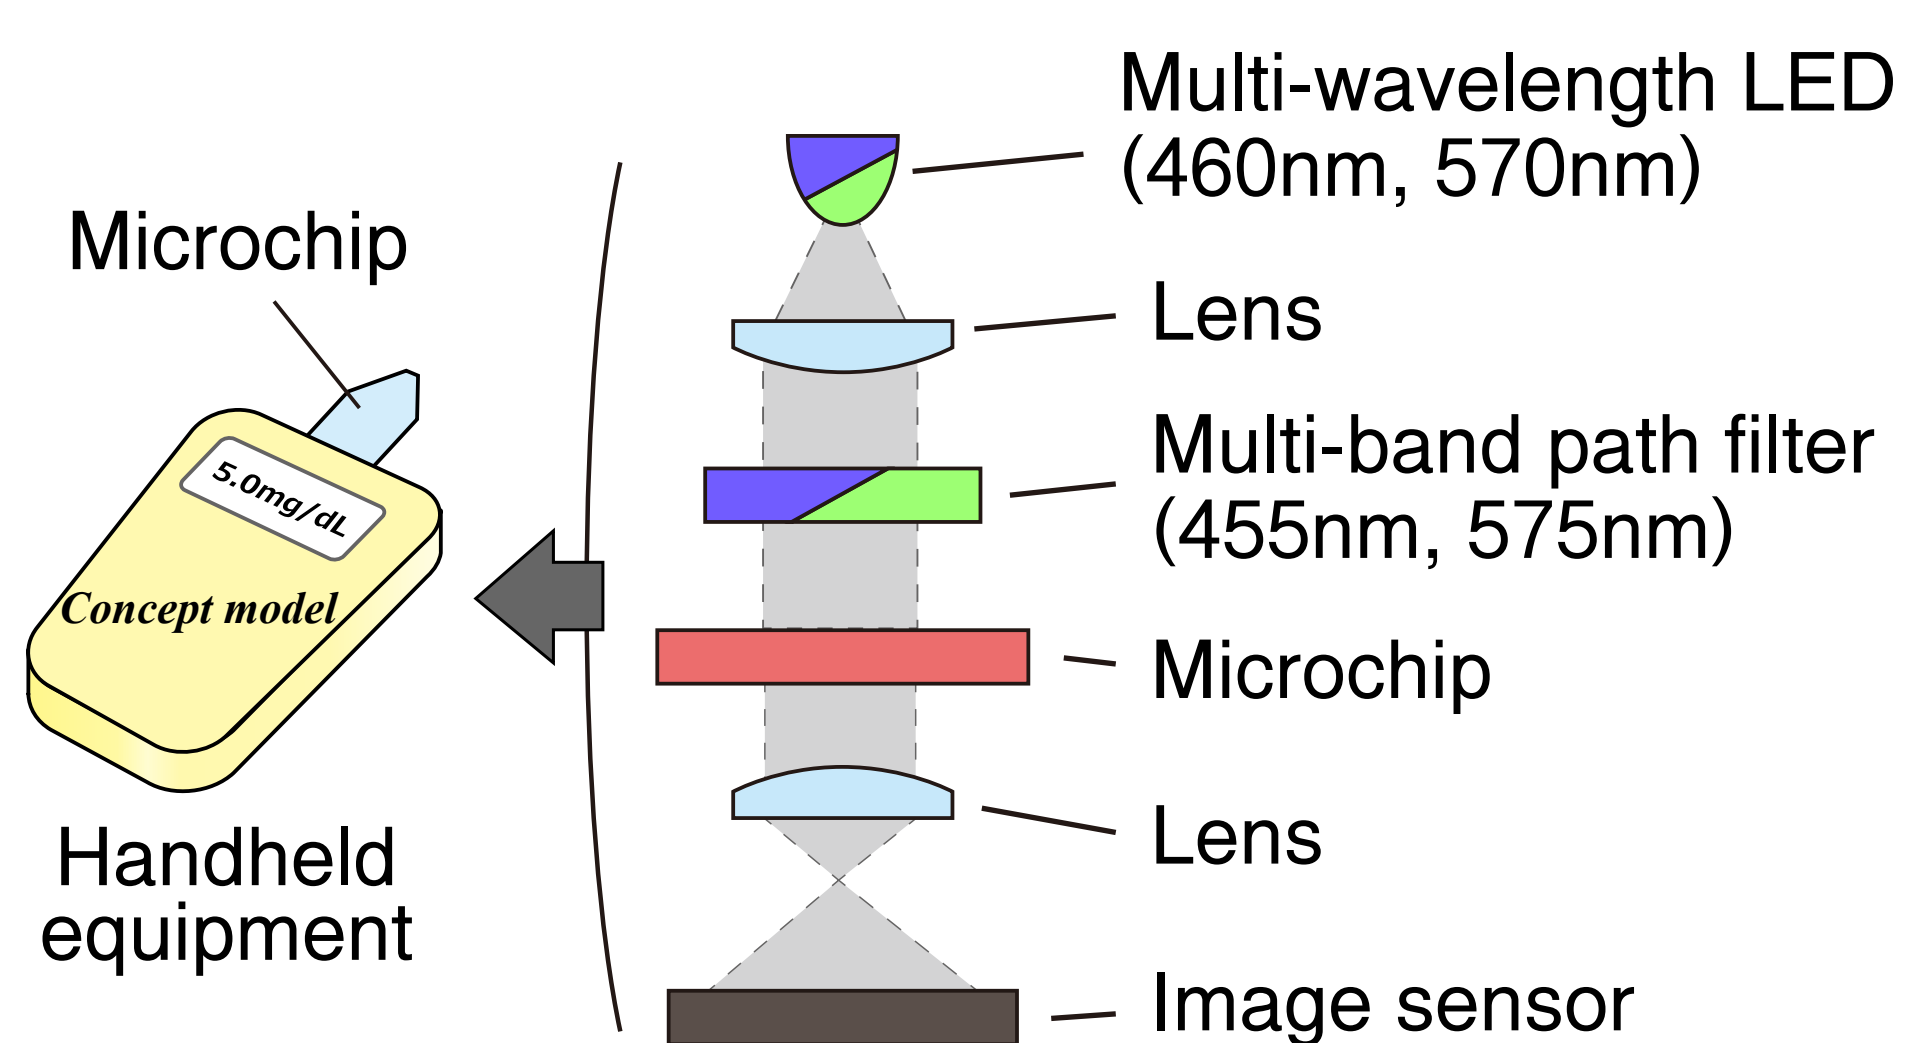 Multi-wavelength LED
(460nm, 570nm)
Microchip
Lens
Multi-band path filter
(455nm, 575nm)
5.0mg/dL
Concept model
Microchip
Handheld
equipment
Lens
Image sensor